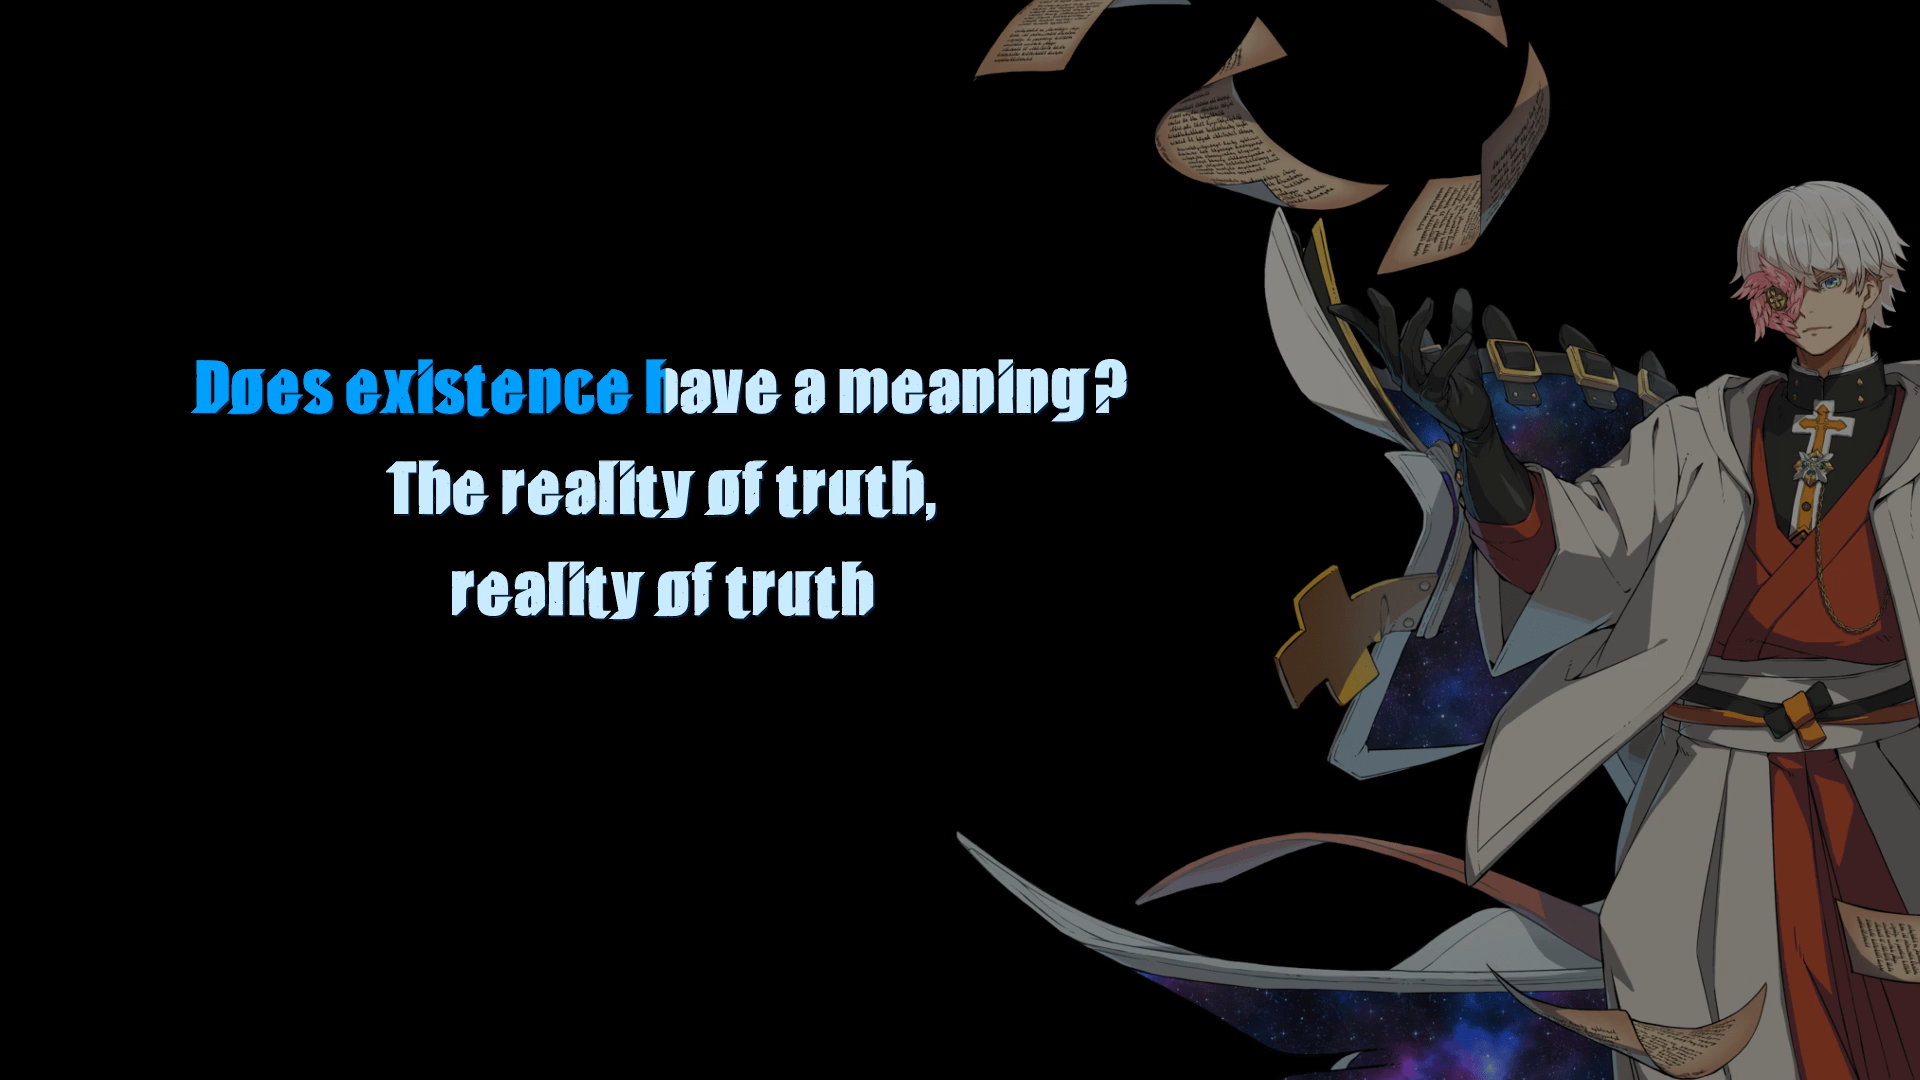 Does existence have a meaning?
The reality of truth,
reality of truth